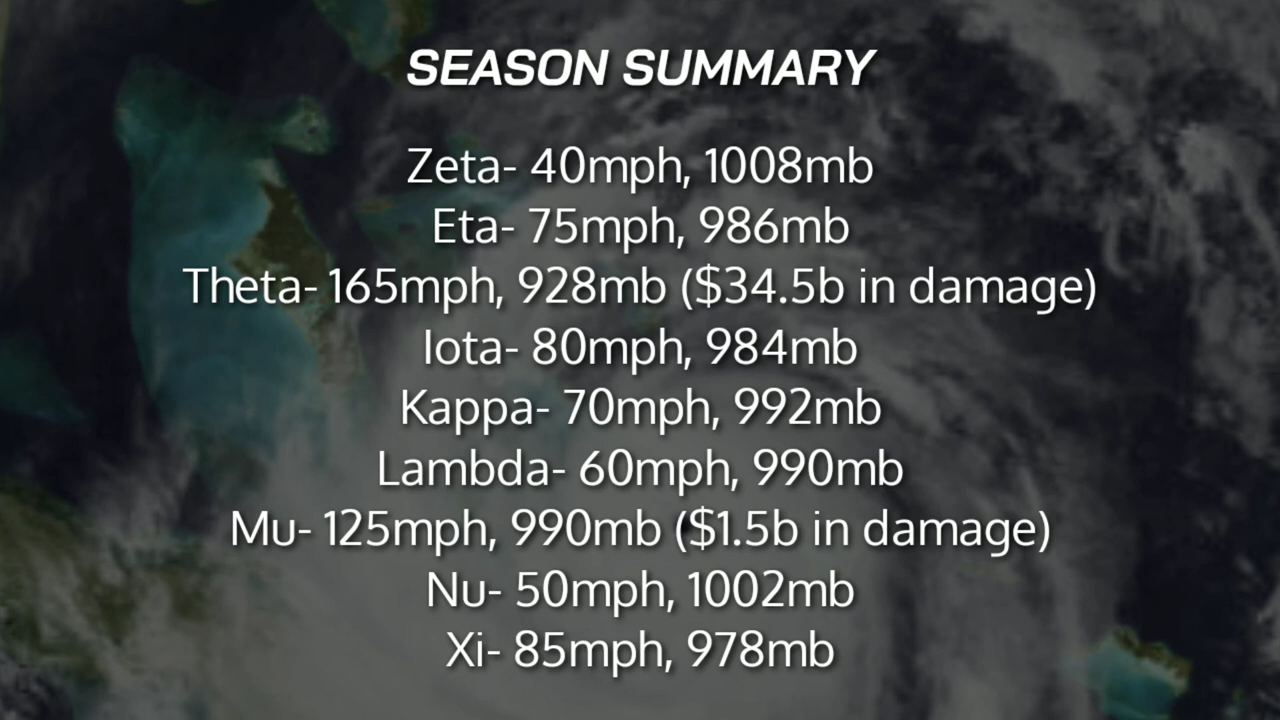 SEASON SUMMARY
Zeta- 40mph, 1008mb
Eta- 75mph, 986mb
Theta- 165mph, 928mb ($34.5b in damage)
Iota- 80mph, 984mb
Kappa- 70mph, 992mb
Lambda- 60mph, 990mb
Mu- 125mph, 990mb ($1.5b in damage)
Nu- 50mph, 1002mb
Xi- 85mph, 978mb